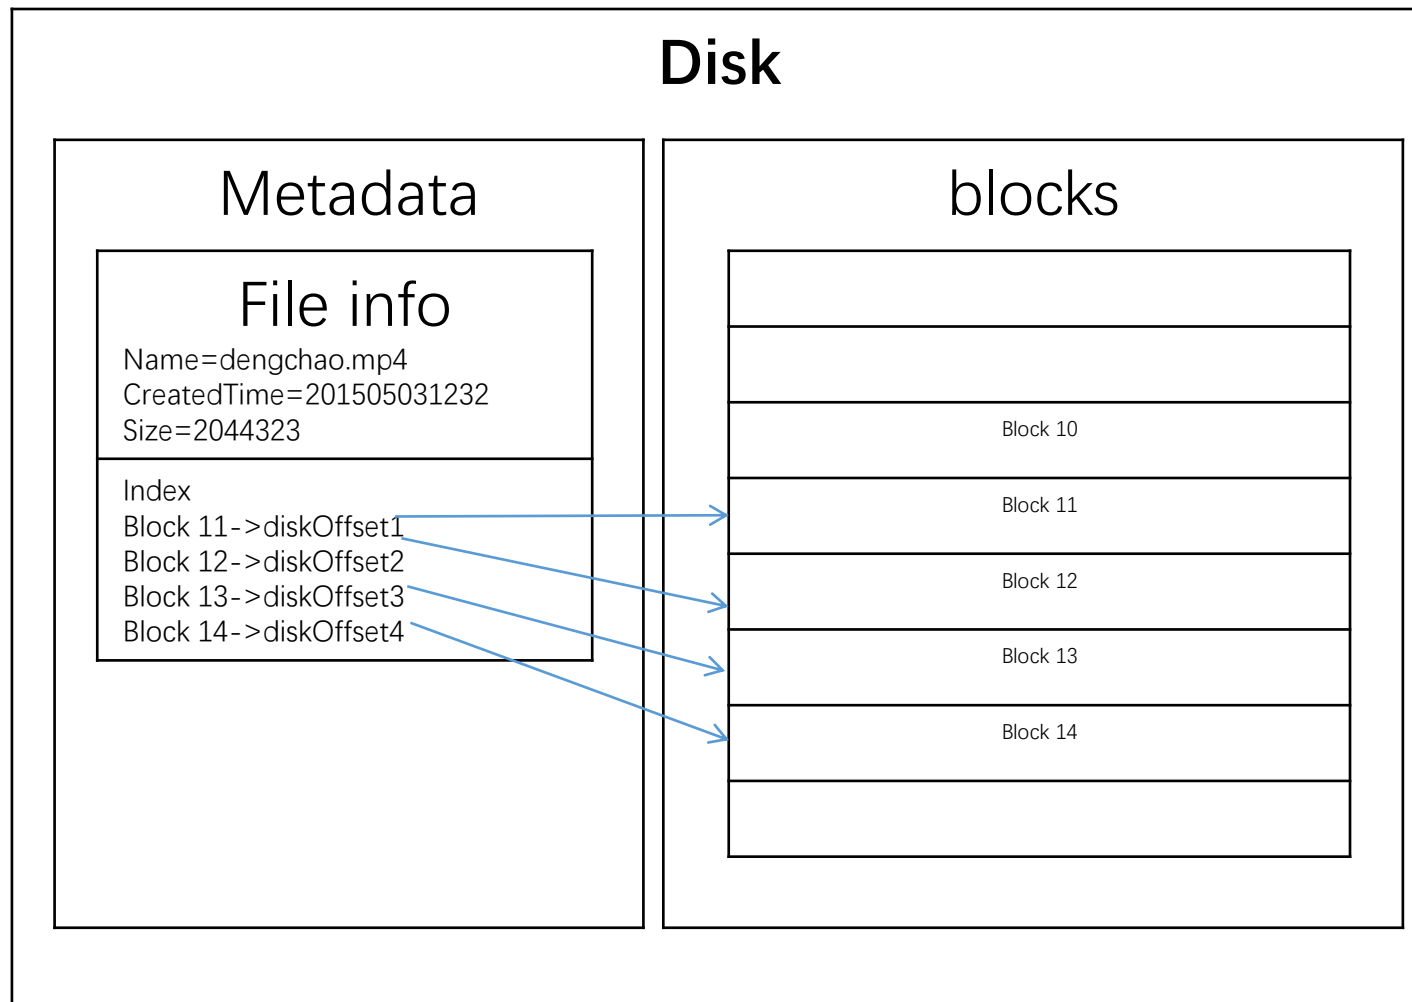 Disk
Metadata
File info
Name=dengchao.mp4
CreatedTime=201505031232
Size=2044323
Index
Block 11->diskOffset1
Block 12->diskOffset2
Block 13->diskOffset3
Block 14->diskOffset4
blocks
Block 10
Block 11
Block 12
Block 13
Block 14